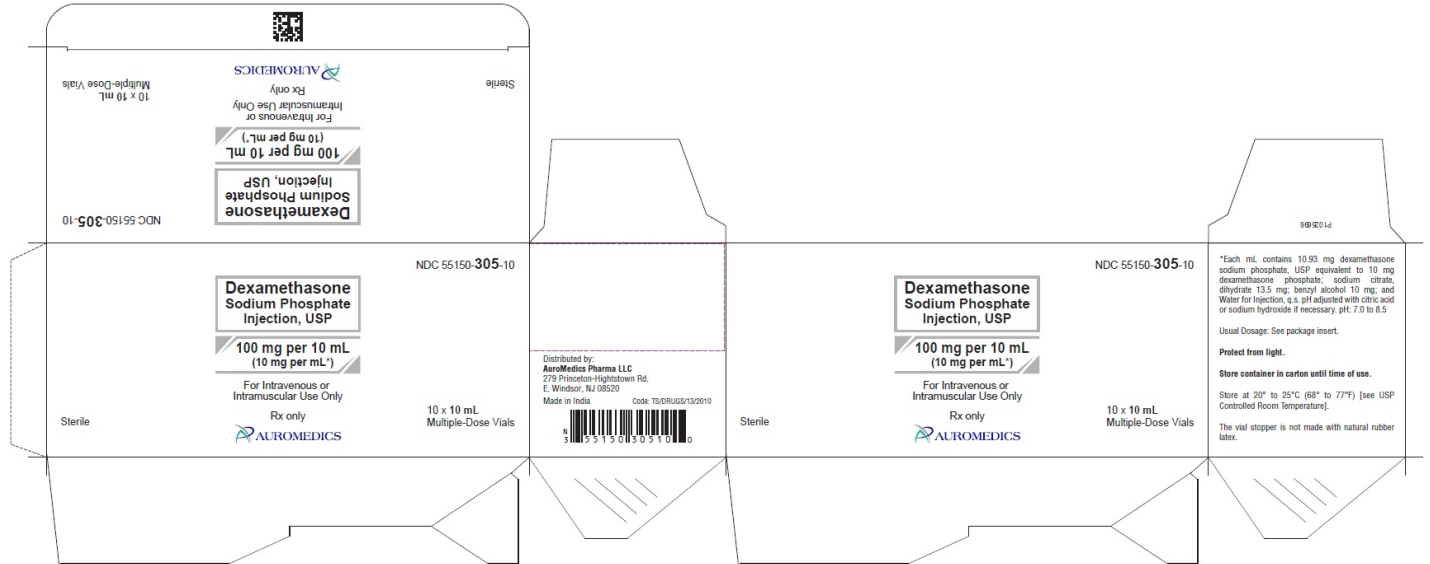 AUROMEDICS
Rx only
For Intravenous or
Intramuscular Use Only
100 mg per 10 mL
(10 mg per mL*)
Dexamethasone
Sodium Phosphate
Injection, USP
Sterile
10 x 10 mL
Multiple-Dose Vials
NDC 55150-305-10
NDC 55150-305-10
Dexamethasone
Sodium Phosphate
Injection, USP
100 mg per 10 mL
(10 mg per mL*)
For Intravenous or
Intramuscular Use Only
Rx only
AUROMEDICS
Sterile
10 x 10 mL
Multiple-Dose Vials
Distributed by:
AuroMedics Pharma LLC
279 Princeton-Hightstown Rd.
E. Windsor, NJ 08520
Made in India Code: TS/DRUGS/13/2010
N
3 55150 30510 0
NDC 55150-305-10
Dexamethasone
Sodium Phosphate
Injection, USP
100 mg per 10 mL
(10 mg per mL*)
For Intravenous or
Intramuscular Use Only
Rx only
AUROMEDICS
Sterile
10 x 10 mL
Multiple-Dose Vials
*Each mL contains 10.93 mg dexamethasone
sodium phosphate, USP equivalent to 10 mg
dexamethasone phosphate; sodium citrate,
dihydrate 13.5 mg; benzyl alcohol 10 mg; and
Water for Injection, q.s. pH adjusted with citric acid
or sodium hydroxide if necessary. pH: 7.0 to 8.5
Usual Dosage: See package insert.
Protect from light.
Store container in carton until time of use.
Store at 20° to 25°C (68° to 77°F) [see USP
Controlled Room Temperature].
The vial stopper is not made with natural rubber
latex.